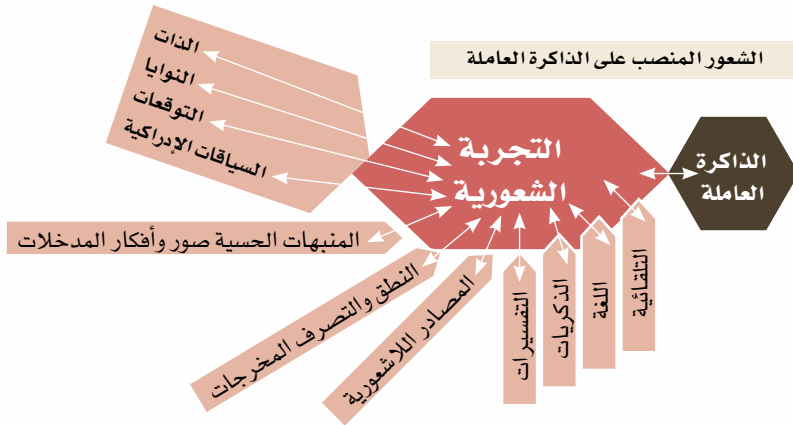 الشعور المنصب على الذاكرة العاملة
الذاكرة
العاملة
التجربة
الشعورية
الذات
النوايا
التوقعات
السياقات الإدراكية
المنبهات الحسية صور وأفكار المدخلات
النطق والتصرف المخرجات
المصادر اللاشعورية
التفسيرات
الذكريات
اللغة
التلقائية